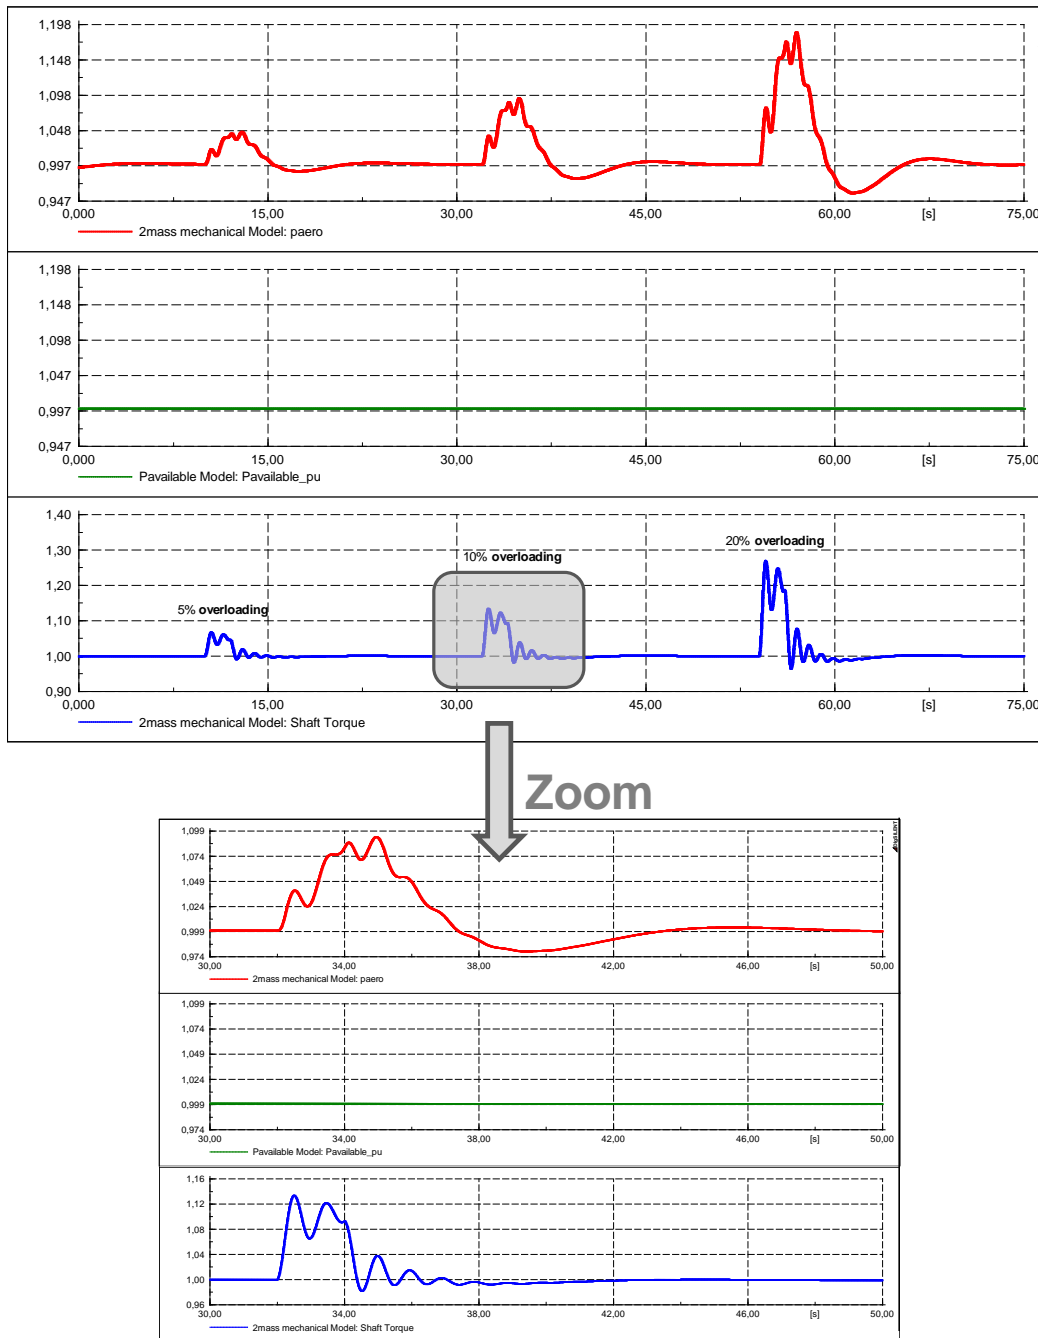 1,198
1,148
1,098
1,048
0,997
0,947
0,000 15,00 30,00 45,00 60,00 [s] 75,00
2mass mechanical Model: paero
1,198
1,148
1,098
1,047
0,997
0,947
0,000 15,00 30,00 45,00 60,00 [s] 75,00
Pavailable Model: Pavailable_pu
1,40
1,30
1,20
1,10
1,00
0,90
5% overloading
10% overloading
20% overloading
0,000 15,00 30,00 45,00 60,00 [s] 75,00
2mass mechanical Model: Shaft Torque
Zoom
1,099
1,074
1,049
1,024
0,999
0,974
30,00 34,00 38,00 42,00 46,00 [s] 50,00
2mass mechanical Model: paero
DIgSILENT
1,099
1,074
1,049
1,024
0,999
0,974
30,00 34,00 38,00 42,00 46,00 [s] 50,00
Pavailable Model: Pavailable_pu
1,16
1,12
1,08
1,04
1,00
0,96
30,00 34,00 38,00 42,00 46,00 [s] 50,00
2mass mechanical Model: Shaft Torque